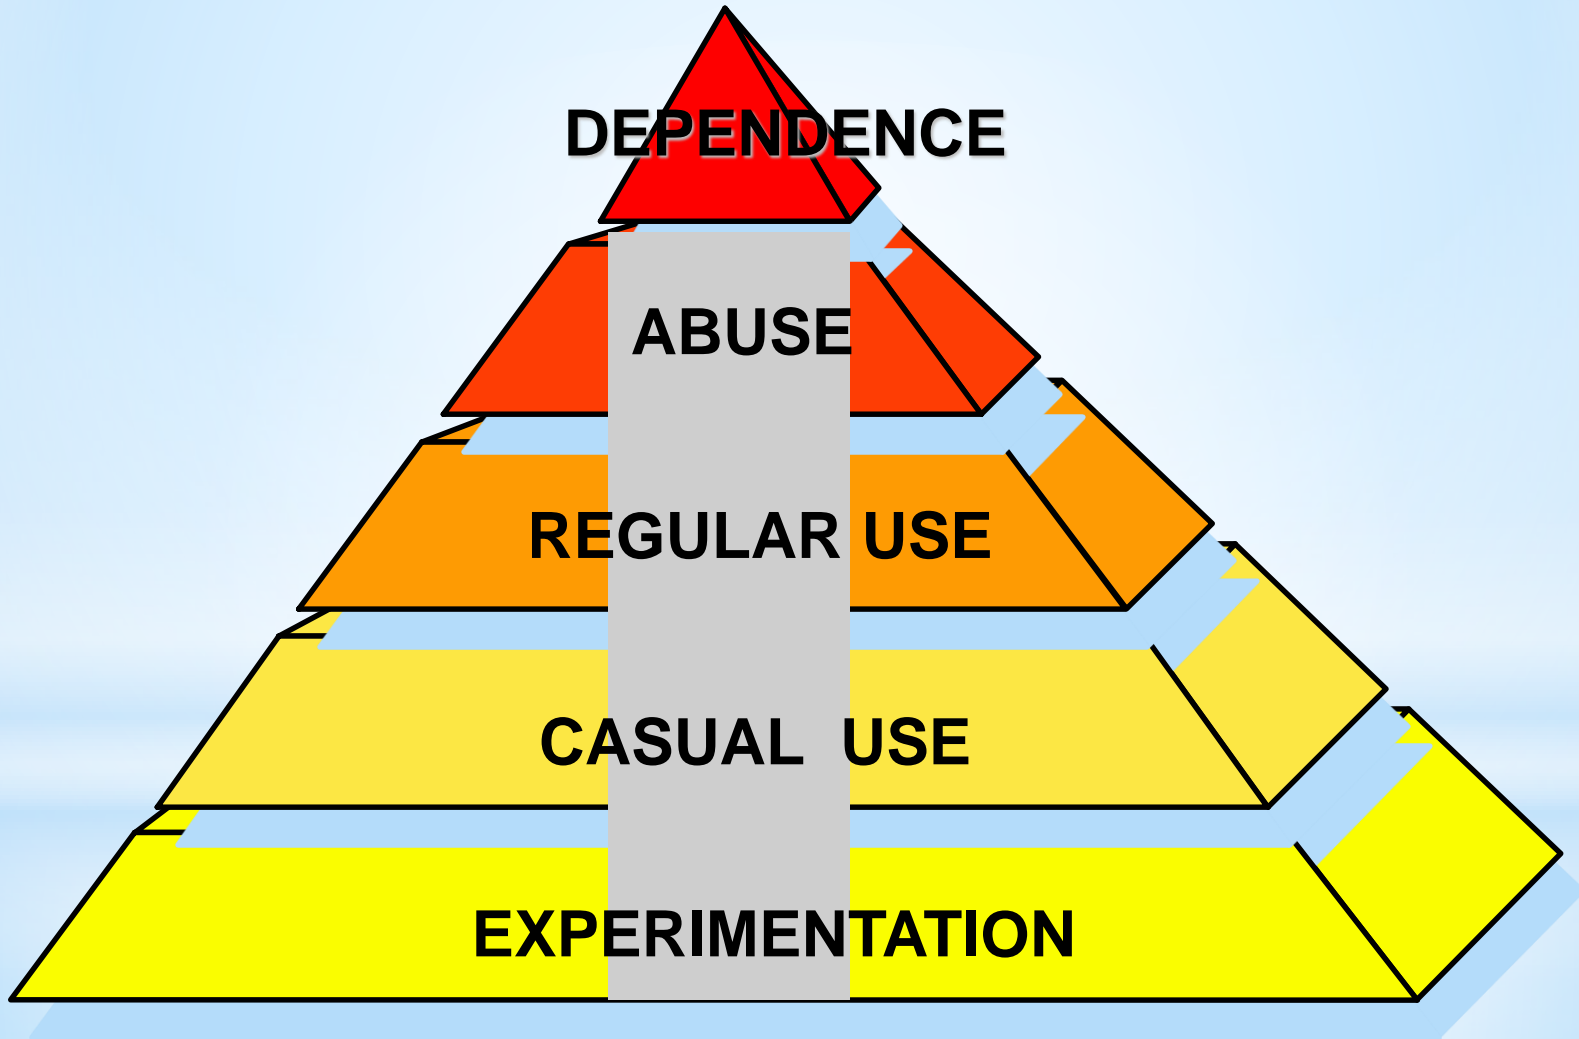 DEPENDENCE
ABUSE
REGULAR USE
CASUAL USE
EXPERIMENTATION